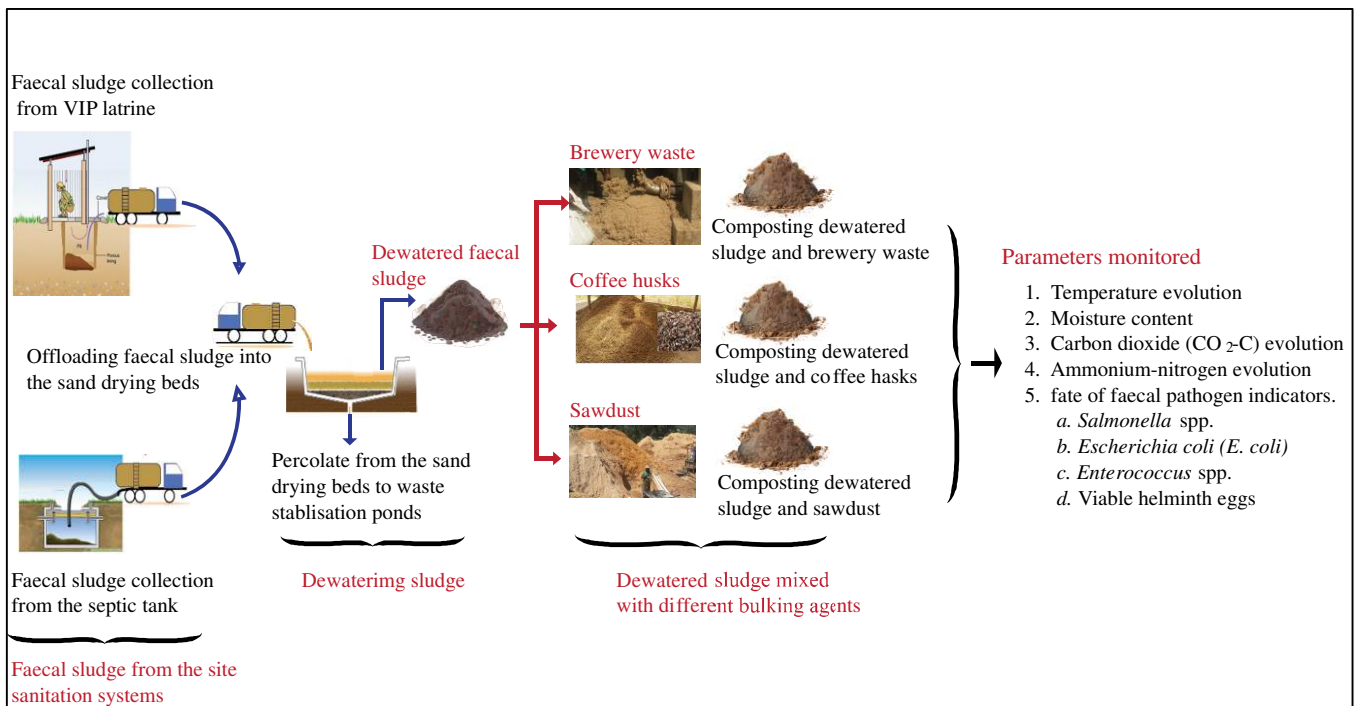 Faecal sludge collection
from VIP latrine
Offloading faecal sludge into
the sand drying beds
Faecal sludge collection
from the septic tank
Faecal sludge from the site
sanitation systems
Dewatered faecal
sludge
Percolate from the sand
drying beds to waste
stablisation ponds
Dewaterimg sludge
Brewery waste
Composting dewatered
sludge and brewery waste
Coffee husks
Composting dewatered
sludge and coffee hasks
Sawdust
Composting dewatered
sludge and sawdust
Dewatered sludge mixed
with different bulking agents
Parameters monitored
1. Temperature evolution
2. Moisture content
3. Carbon dioxide (CO 2-C) evolution
4. Ammonium-nitrogen evolution
5. fate of faecal pathogen indicators.
a. Salmonella spp.
b. Escherichia coli (E. coli)
c. Enterococcus spp.
d. Viable helminth eggs